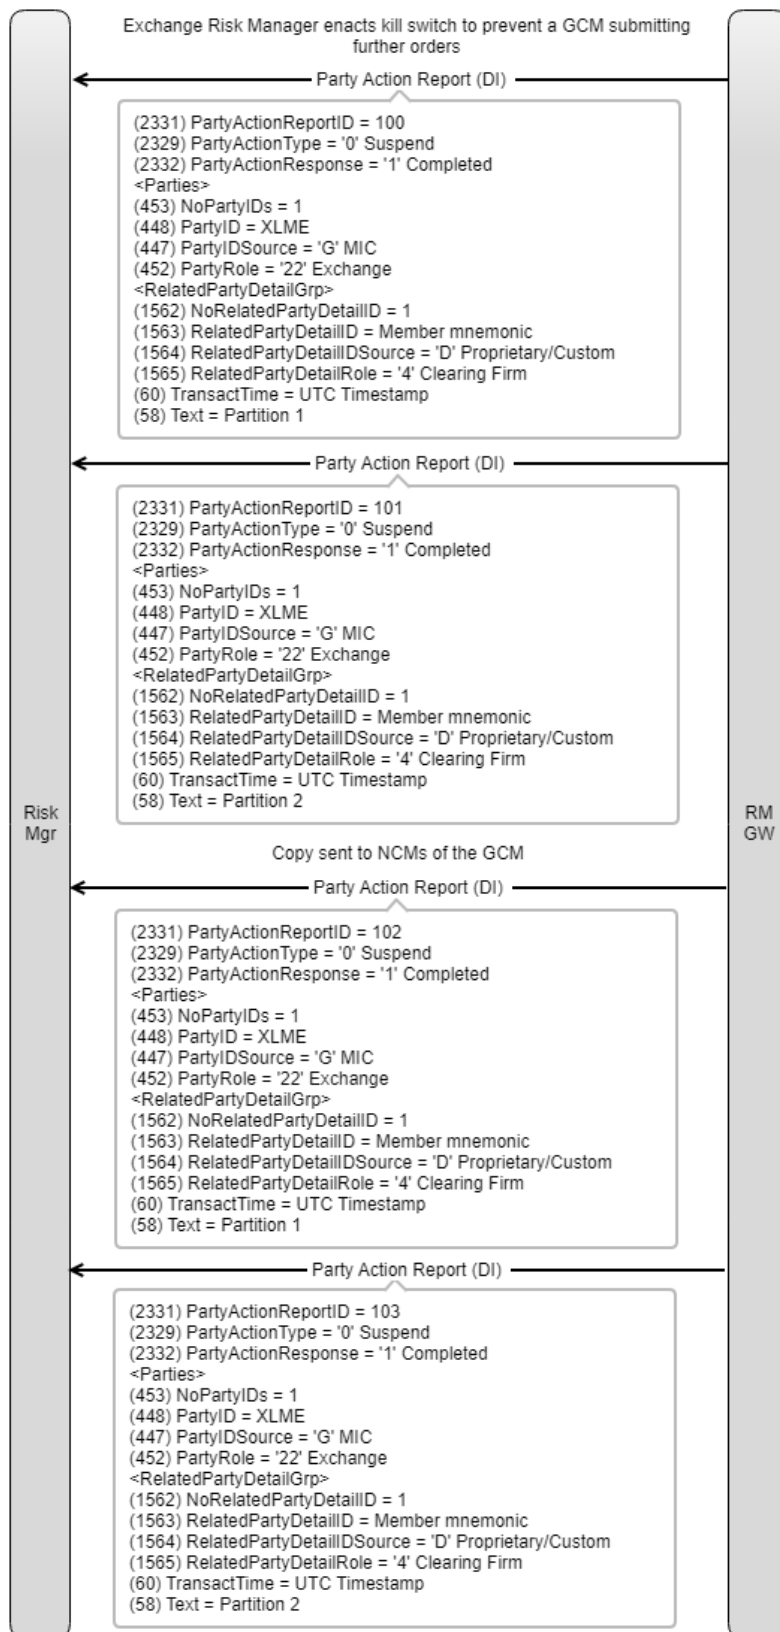 Exchange Risk Manager enacts kill switch to prevent a GCM submitting
further orders
Party Action Report (DI)
(2331) PartyActionReportID = 100
(2329) PartyActionType = '0' Suspend
(2332) PartyActionResponse = '1' Completed
<Parties>
(453) NoPartyIDs = 1
(448) PartyID = XLME
(447) PartyIDSource = 'G' MIC
(452) PartyRole = '22' Exchange
<RelatedPartyDetailGrp>
(1562) NoRelatedPartyDetailID = 1
(1563) RelatedPartyDetailID = Member mnemonic
(1564) RelatedPartyDetailIDSource = 'D' Proprietary/Custom
(1565) RelatedPartyDetailRole = '4' Clearing Firm
(60) TransactTime = UTC Timestamp
(58) Text = Partition 1
Party Action Report (DI)
(2331) PartyActionReportID = 101
(2329) PartyActionType = '0' Suspend
(2332) PartyActionResponse = '1' Completed
<Parties>
(453) NoPartyIDs = 1
(448) PartyID = XLME
(447) PartyIDSource = 'G' MIC
(452) PartyRole = '22' Exchange
<RelatedPartyDetailGrp>
(1562) NoRelatedPartyDetailID = 1
(1563) RelatedPartyDetailID = Member mnemonic
(1564) RelatedPartyDetailIDSource = 'D' Proprietary/Custom
(1565) RelatedPartyDetailRole = '4' Clearing Firm
(60) TransactTime = UTC Timestamp
(58) Text = Partition 2
Risk
Mgr
RM
GW
Copy sent to NCMs of the GCM
Party Action Report (DI)
(2331) PartyActionReportID = 102
(2329) PartyActionType = '0' Suspend
(2332) PartyActionResponse = '1' Completed
<Parties>
(453) NoPartyIDs = 1
(448) PartyID = XLME
(447) PartyIDSource = 'G' MIC
(452) PartyRole = '22' Exchange
<RelatedPartyDetailGrp>
(1562) NoRelatedPartyDetailID = 1
(1563) RelatedPartyDetailID = Member mnemonic
(1564) RelatedPartyDetailIDSource = 'D' Proprietary/Custom
(1565) RelatedPartyDetailRole = '4' Clearing Firm
(60) TransactTime = UTC Timestamp
(58) Text = Partition 1
Party Action Report (DI)
(2331) PartyActionReportID = 103
(2329) PartyActionType = '0' Suspend
(2332) PartyActionResponse = '1' Completed
<Parties>
(453) NoPartyIDs = 1
(448) PartyID = XLME
(447) PartyIDSource = 'G' MIC
(452) PartyRole = '22' Exchange
<RelatedPartyDetailGrp>
(1562) NoRelatedPartyDetailID = 1
(1563) RelatedPartyDetailID = Member mnemonic
(1564) RelatedPartyDetailIDSource = 'D' Proprietary/Custom
(1565) RelatedPartyDetailRole = '4' Clearing Firm
(60) TransactTime = UTC Timestamp
(58) Text = Partition 2